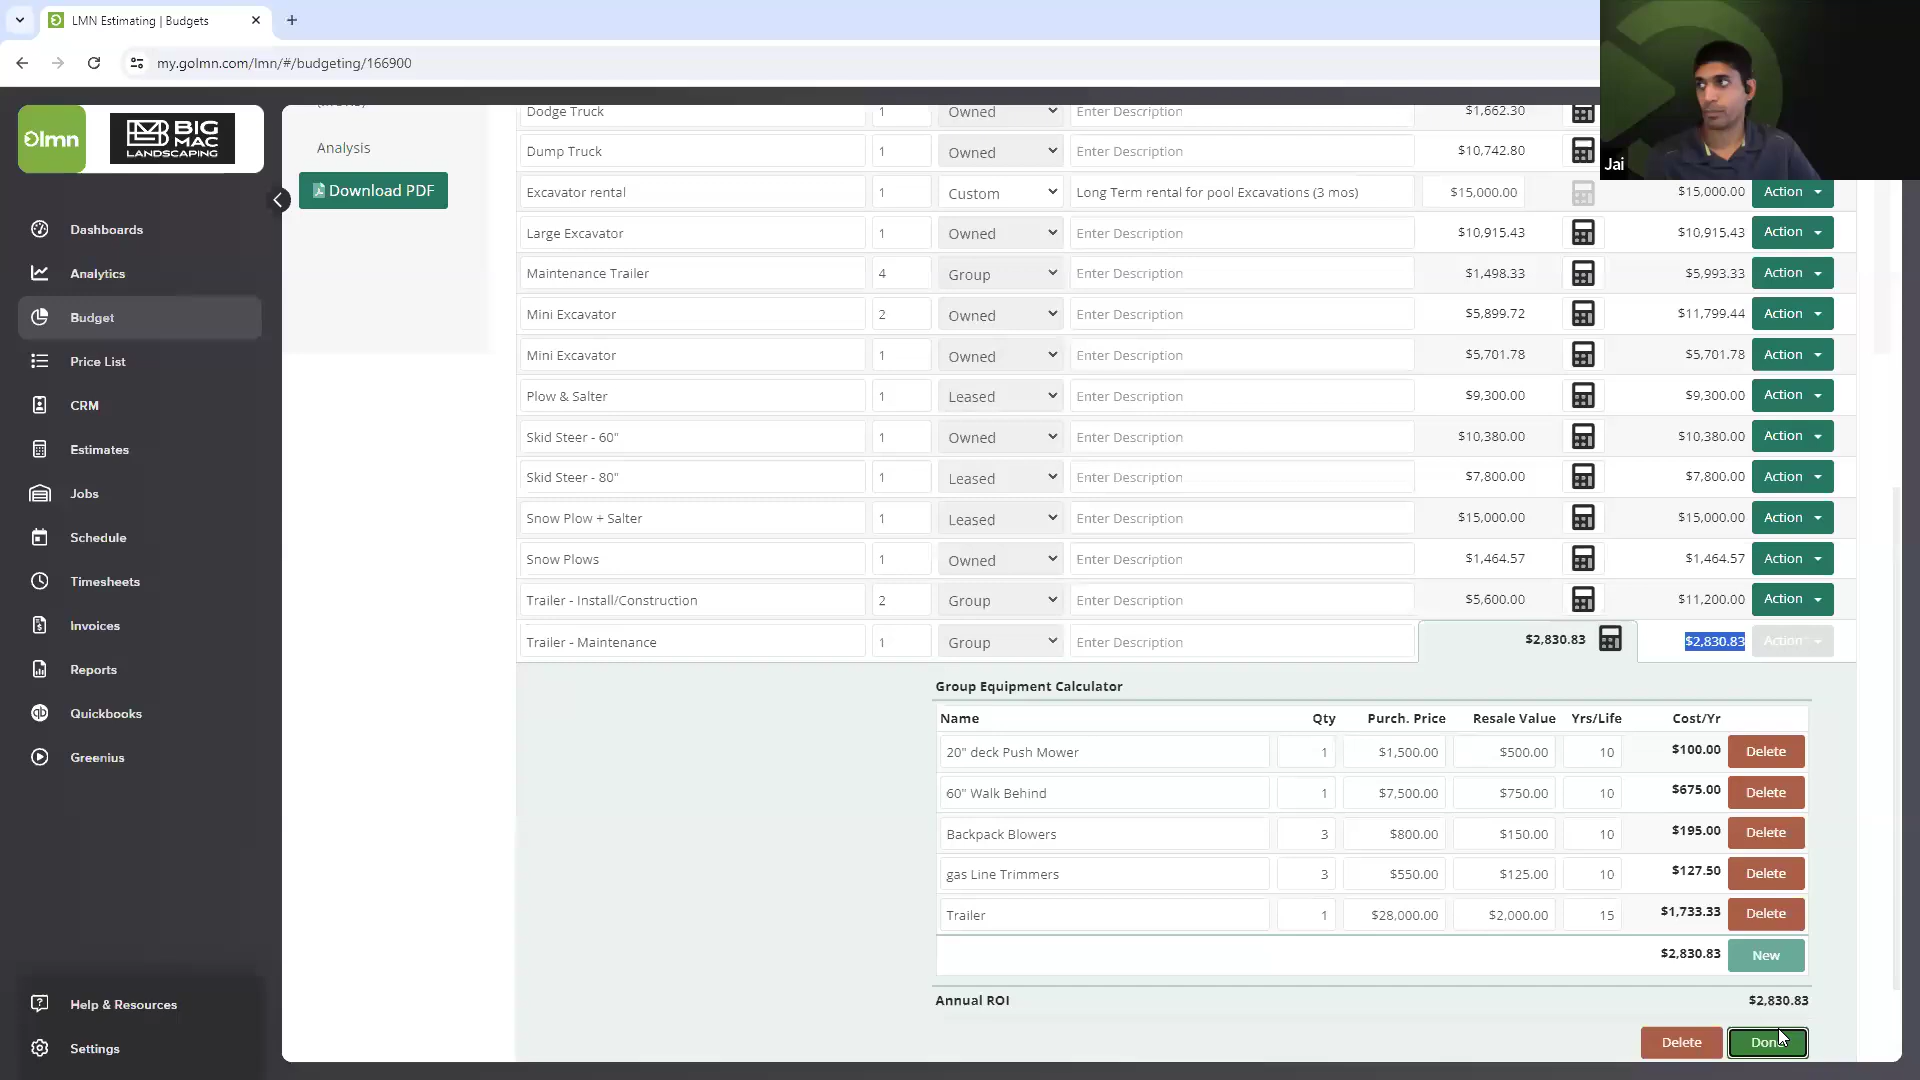 LMN Estimating | Budgets
my.golmn.com/lmn/#/budgeting/166900
Jai
lmn
BIG MAC LANDSCAPING
Dashboards
Analytics
Budget
Price List
CRM
Estimates
Jobs
Schedule
Timesheets
Invoices
Reports
Quickbooks
Greenius
Help & Resources
Settings
Analysis
Download PDF
Dodge Truck 1 Owned Enter Description $1,662.30
Dump Truck 1 Owned Enter Description $10,742.80
Excavator rental 1 Custom Long Term rental for pool Excavations (3 mos) $15,000.00 $15,000.00 Action
Large Excavator 1 Owned Enter Description $10,915.43 $10,915.43 Action
Maintenance Trailer 4 Group Enter Description $1,498.33 $5,993.33 Action
Mini Excavator 2 Owned Enter Description $5,899.72 $11,799.44 Action
Mini Excavator 1 Owned Enter Description $5,701.78 $5,701.78 Action
Plow & Salter 1 Leased Enter Description $9,300.00 $9,300.00 Action
Skid Steer - 60" 1 Owned Enter Description $10,380.00 $10,380.00 Action
Skid Steer - 80" 1 Leased Enter Description $7,800.00 $7,800.00 Action
Snow Plow + Salter 1 Leased Enter Description $15,000.00 $15,000.00 Action
Snow Plows 1 Owned Enter Description $1,464.57 $1,464.57 Action
Trailer - Install/Construction 2 Group Enter Description $5,600.00 $11,200.00 Action
Trailer - Maintenance 1 Group Enter Description $2,830.83 $2,830.83 Action
Group Equipment Calculator
Name Qty Purch. Price Resale Value Yrs/Life Cost/Yr
20" deck Push Mower 1 $1,500.00 $500.00 10 $100.00 Delete
60" Walk Behind 1 $7,500.00 $750.00 10 $675.00 Delete
Backpack Blowers 3 $800.00 $150.00 10 $195.00 Delete
gas Line Trimmers 3 $550.00 $125.00 10 $127.50 Delete
Trailer 1 $28,000.00 $2,000.00 15 $1,733.33 Delete
$2,830.83 New
Annual ROI $2,830.83
Delete Done